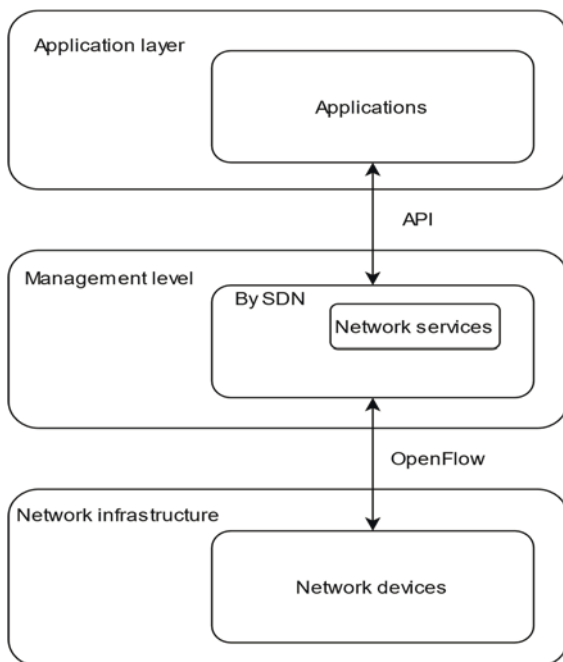 Application layer
Applications
API
Management level
By SDN
Network services
OpenFlow
Network infrastructure
Network devices